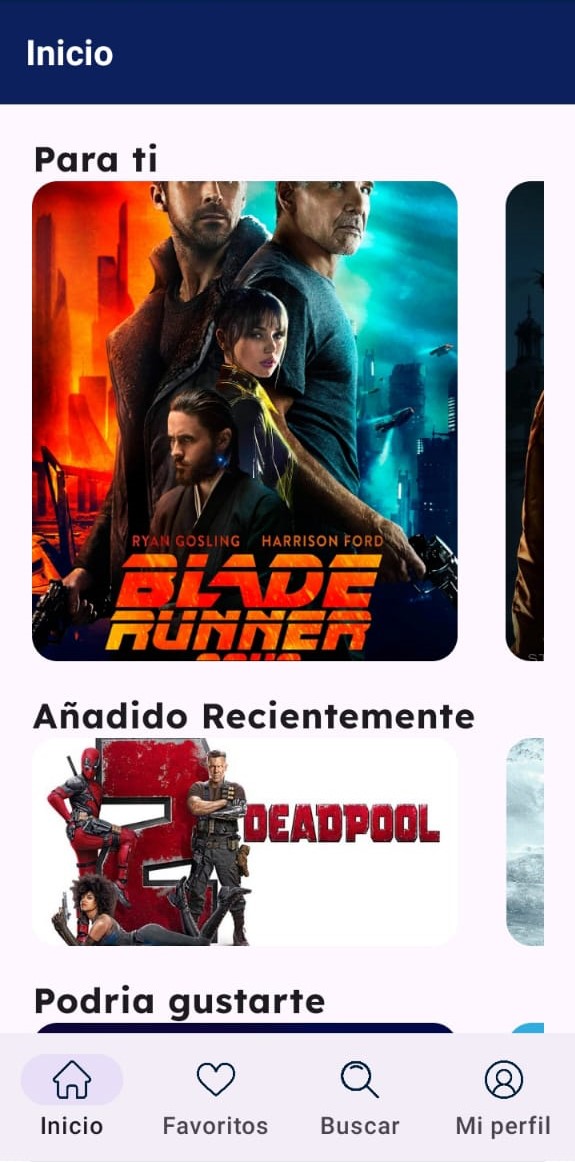 Inicio
Para ti
RYAN GOSLING HARRISON FORD
BLADE
RUNNER
Añadido Recientemente
2 DEADPOOL
Podria gustarte
Inicio Favoritos Buscar Mi perfil